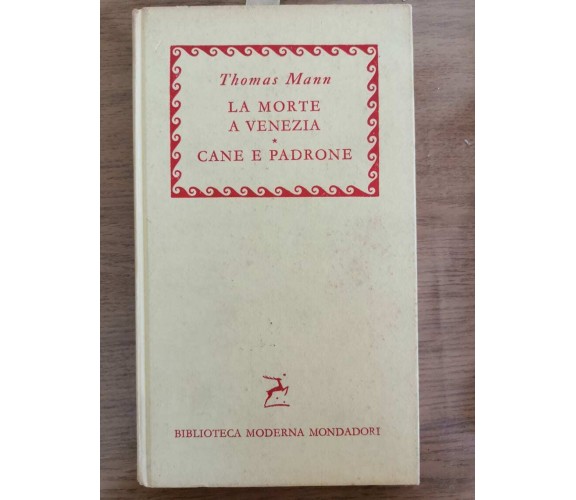 Thomas Mann
LA MORTE
A VENEZIA
*
CANE E PADRONE
BIBLIOTECA MODERNA MONDADORI